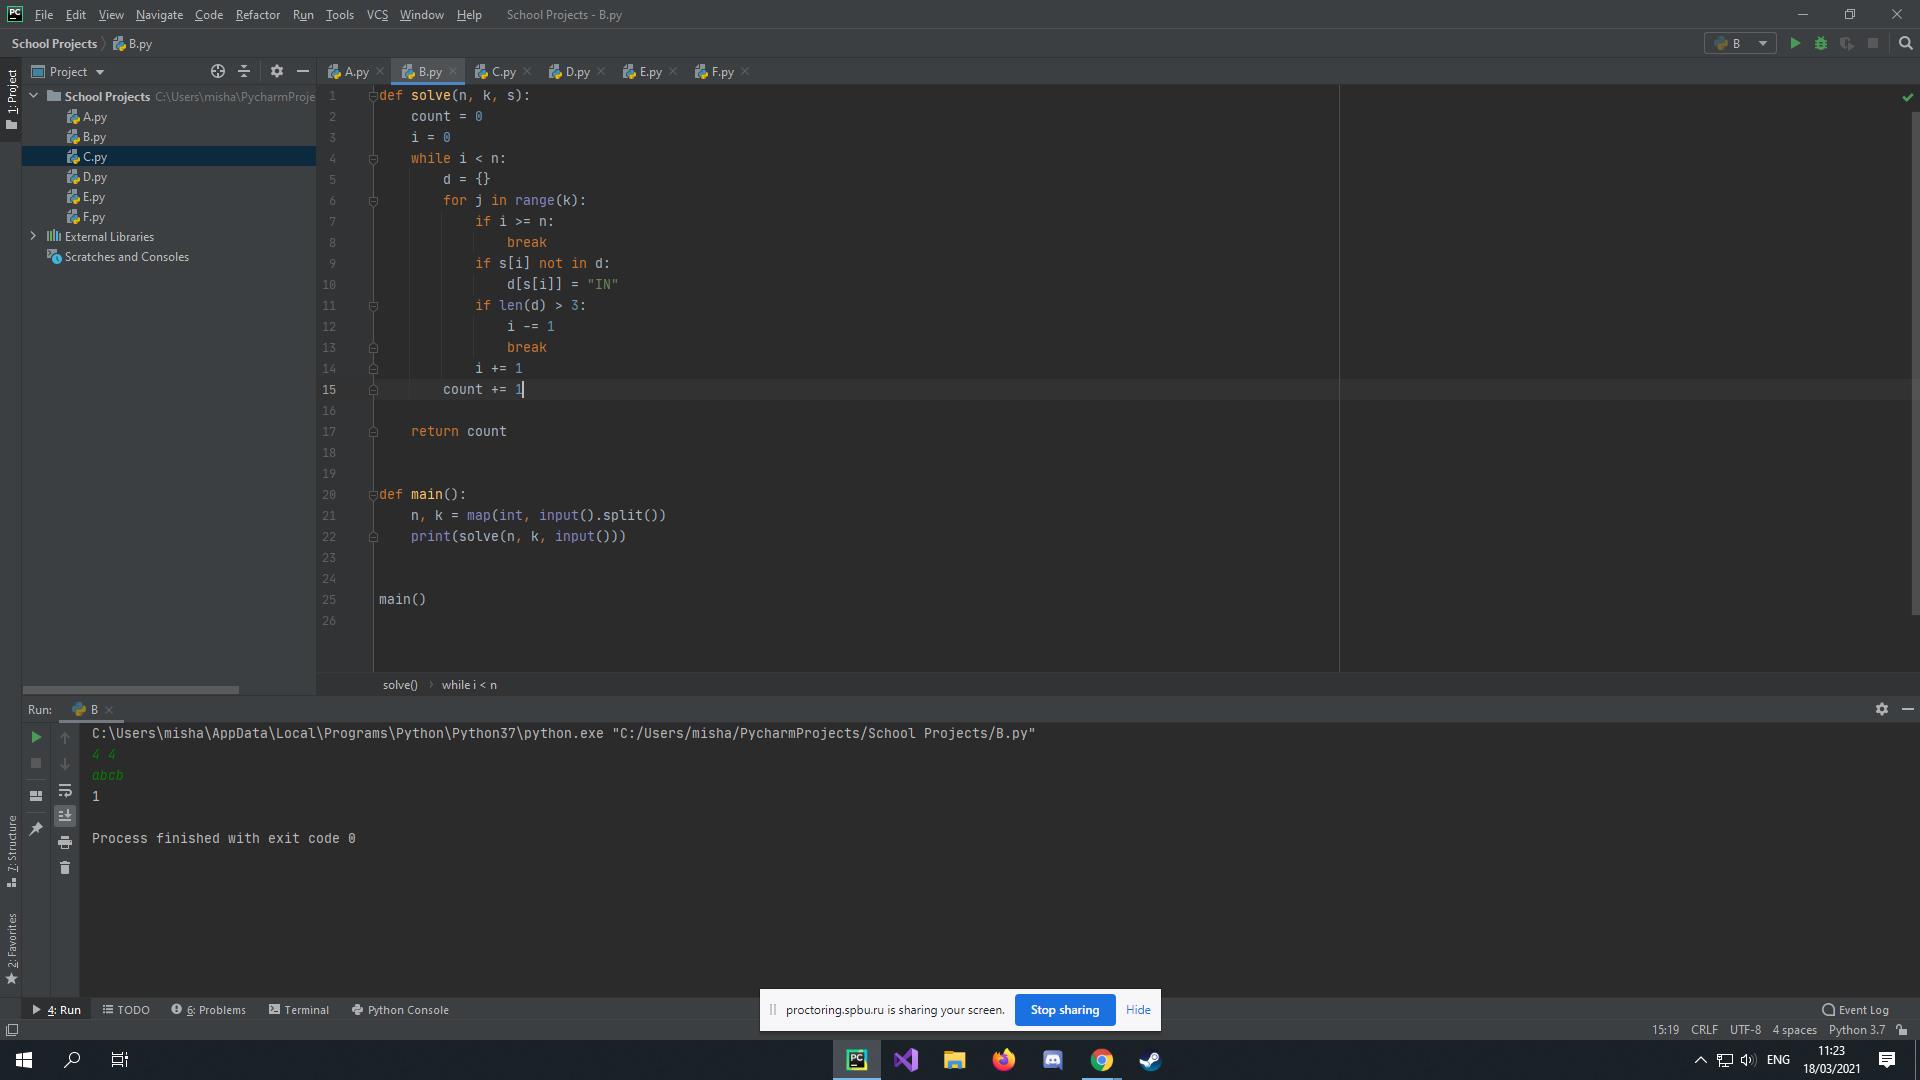 PC File Edit View Navigate Code Refactor Run Tools VCS Window Help School Projects - B.py
School Projects B.py B
Project A.py B.py C.py D.py E.py F.py
1: Project
School Projects C:\Users\misha\PycharmProje
A.py
B.py
C.py
D.py
E.py
F.py
External Libraries
Scratches and Consoles
1 def solve(n, k, s):
2 count = 0
3 i = 0
4 while i < n:
5 d = {}
6 for j in range(k):
7 if i >= n:
8 break
9 if s[i] not in d:
10 d[s[i]] = "IN"
11 if len(d) > 3:
12 i -= 1
13 break
14 i += 1
15 count += 1
16
17 return count
18
19
20 def main():
21 n, k = map(int, input().split())
22 print(solve(n, k, input()))
23
24
25 main()
26
solve() while i < n
Run: B
C:\Users\misha\AppData\Local\Programs\Python\Python37\python.exe "C:/Users/misha/PycharmProjects/School Projects/B.py"
4 4
abcb
1
Process finished with exit code 0
7: Structure
2: Favorites
4: Run TODO 6: Problems Terminal Python Console Event Log
proctoring.spbu.ru is sharing your screen. Stop sharing Hide
15:19 CRLF UTF-8 4 spaces Python 3.7
PC ENG 11:23
18/03/2021